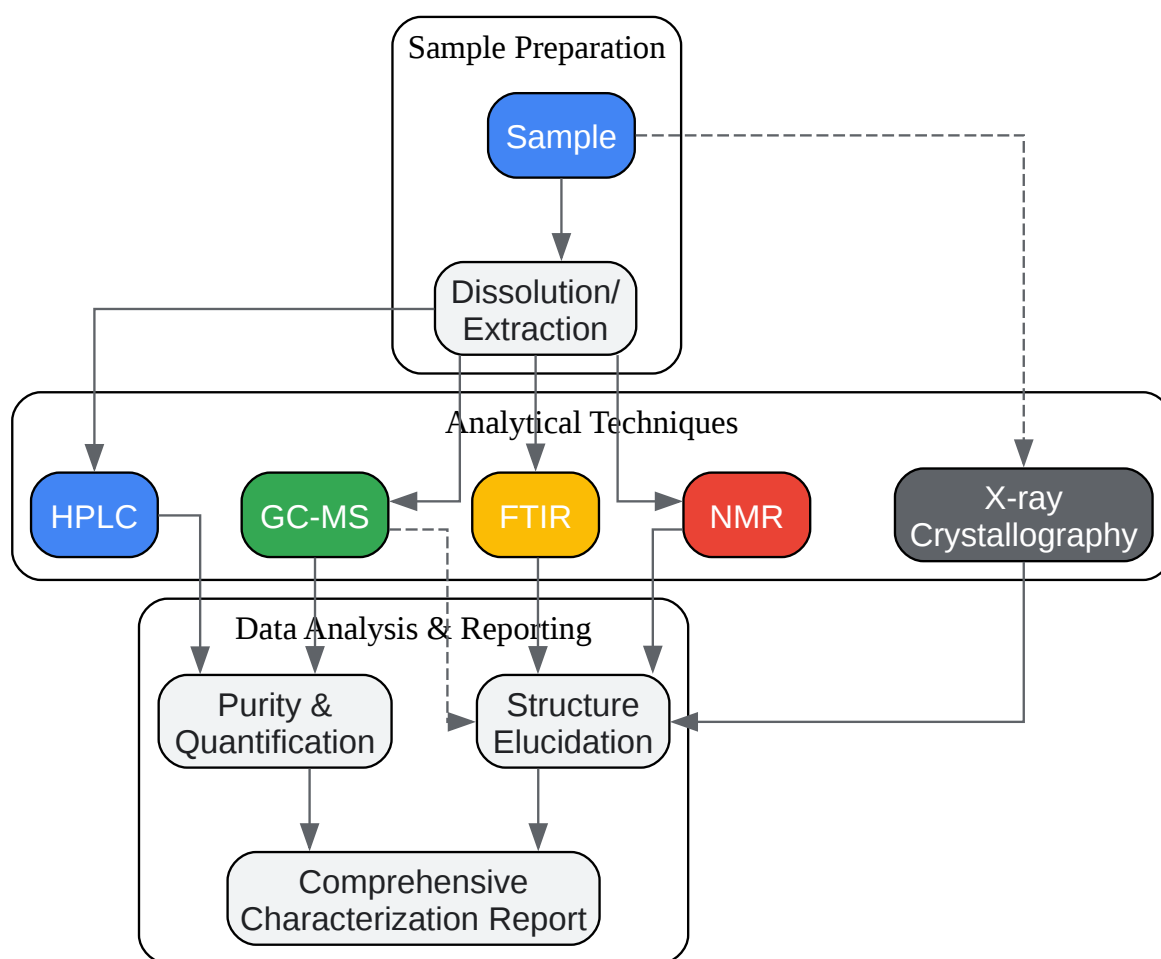 Sample Preparation
Sample
Dissolution/
Extraction
Analytical Techniques
HPLC
GC-MS
FTIR
NMR
X-ray
Crystallography
Data Analysis & Reporting
Purity &
Quantification
Structure
Elucidation
Comprehensive
Characterization Report